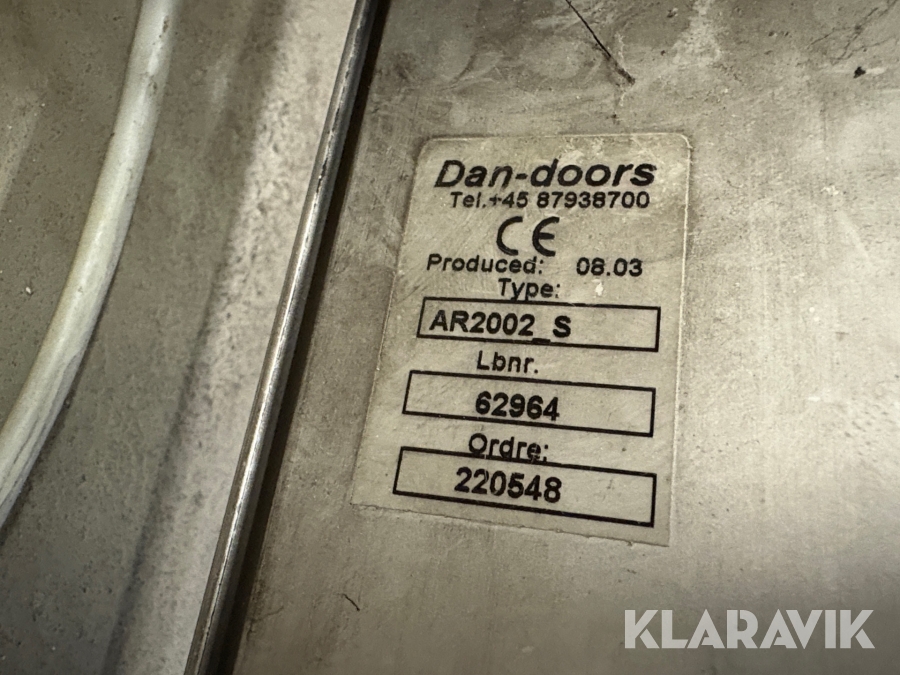 Dan-doors
Tel.+45 87938700
CE
Produced: 08.03
Type:
AR2002_S
Lbnr.
62964
Ordre:
220548
KLARAVIK